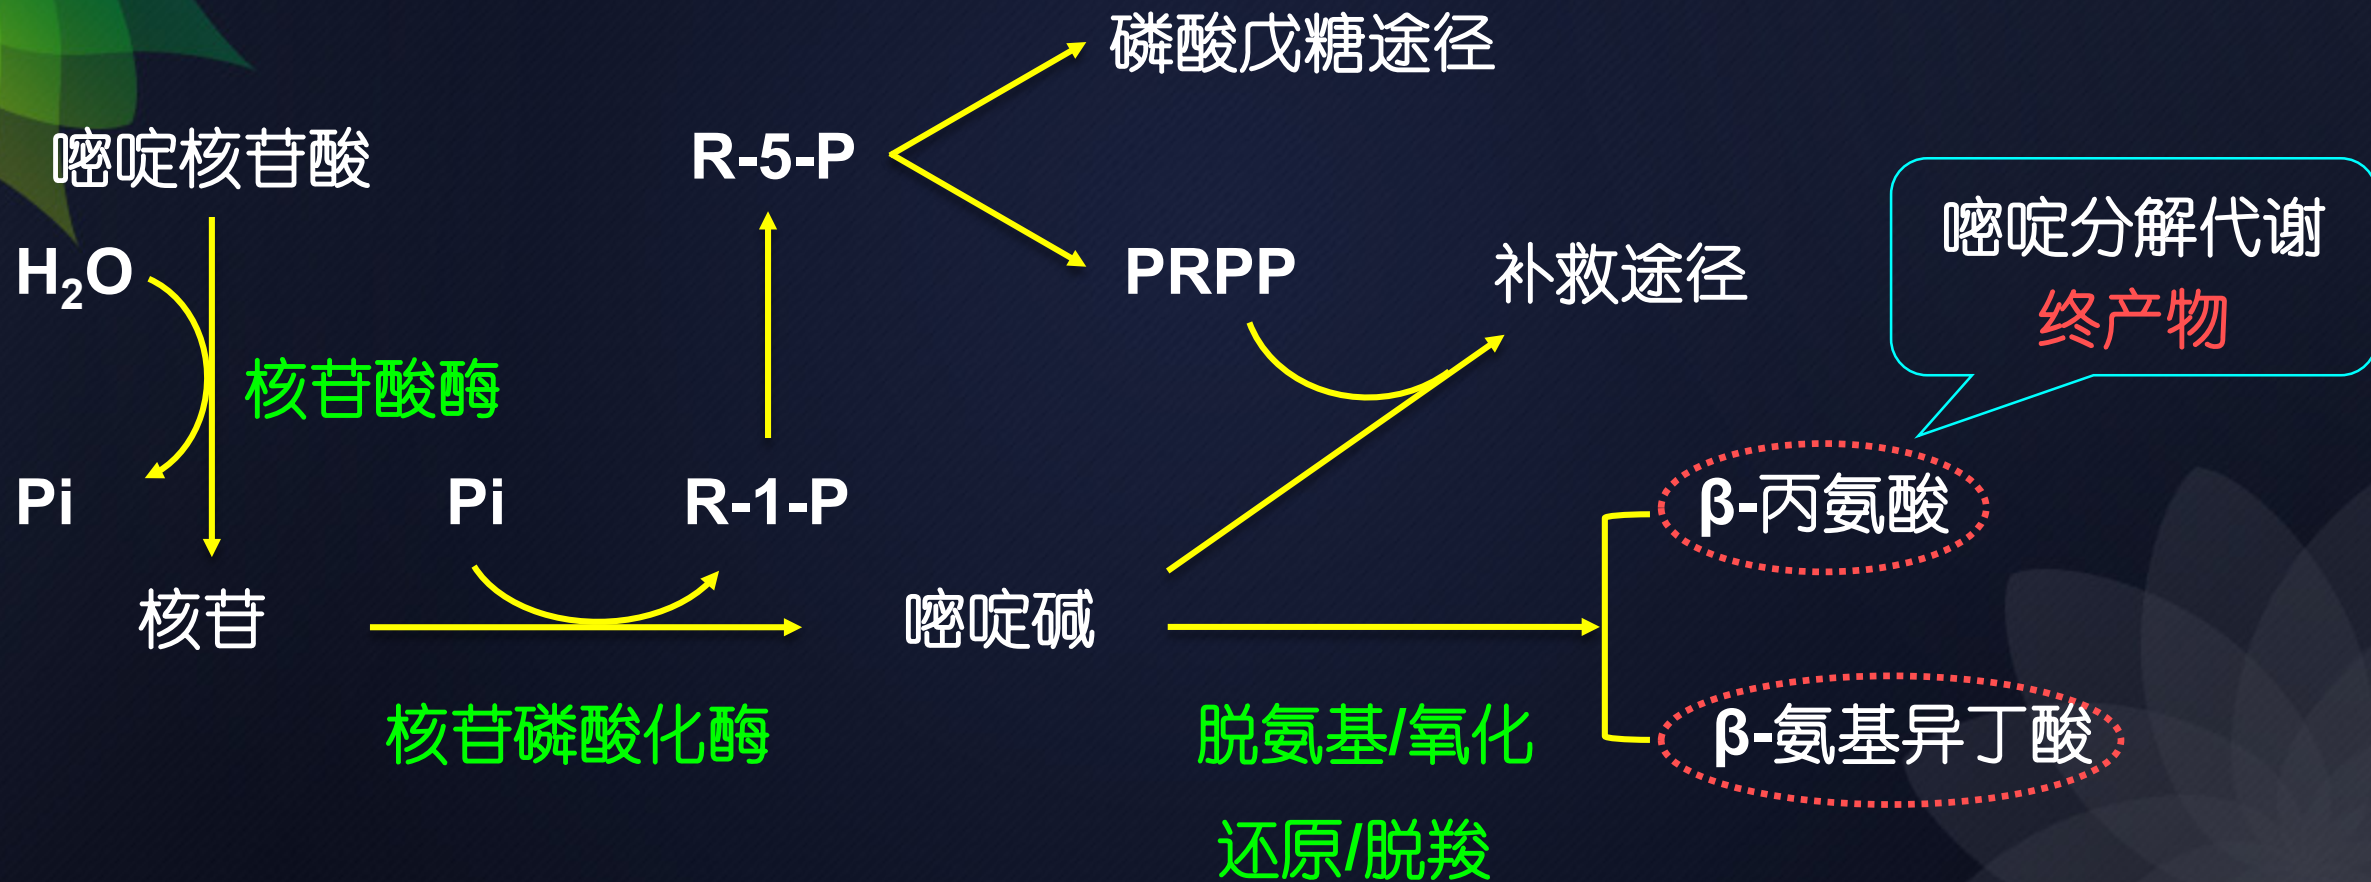 磷酸戊糖途径
嘧啶核苷酸
R-5-P
嘧啶分解代谢
终产物
H₂O
PRPP
补救途径
核苷酸酶
Pi
Pi
R-1-P
β-丙氨酸
核苷
嘧啶碱
核苷磷酸化酶
脱氨基/氧化
还原/脱羧
β-氨基异丁酸